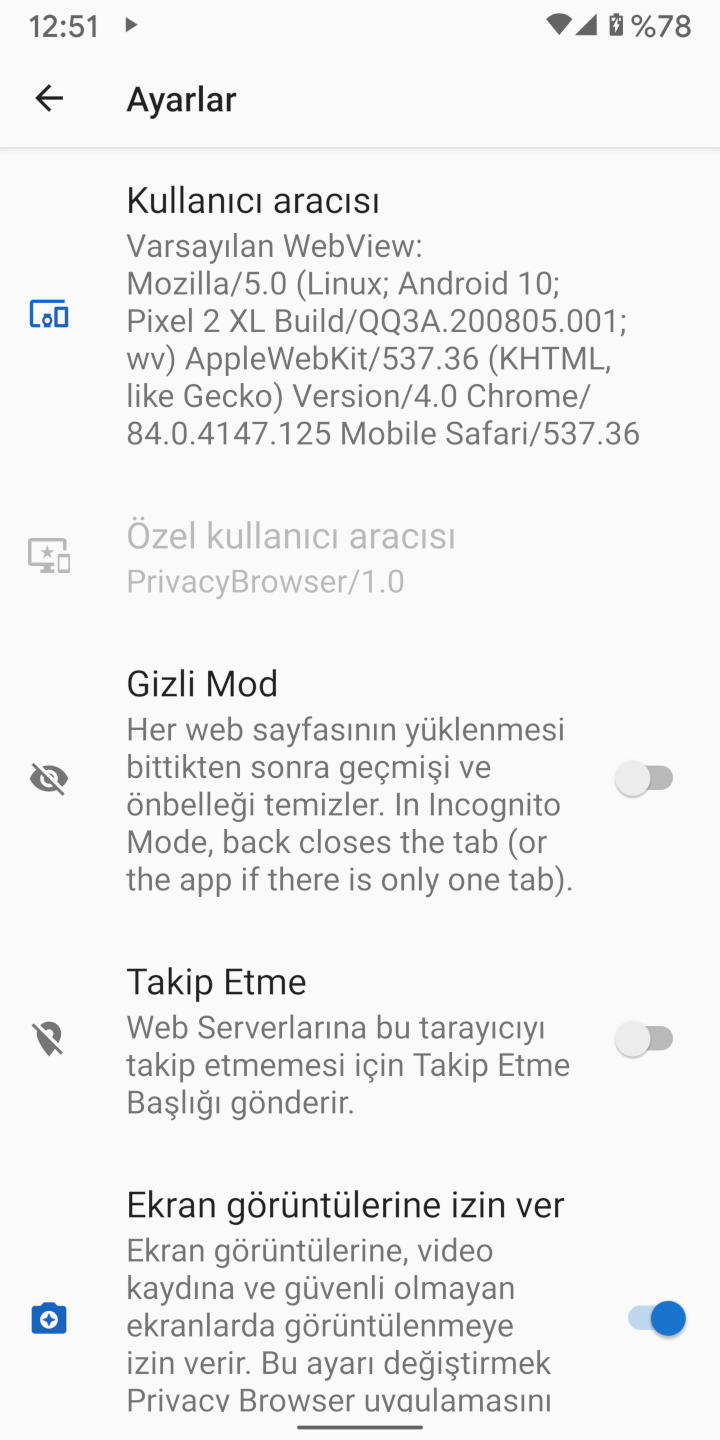 12:51 %78
Ayarlar
Kullanıcı aracısı
Varsayılan WebView:
Mozilla/5.0 (Linux; Android 10;
Pixel 2 XL Build/QQ3A.200805.001;
wv) AppleWebKit/537.36 (KHTML,
like Gecko) Version/4.0 Chrome/
84.0.4147.125 Mobile Safari/537.36
Özel kullanıcı aracısı
PrivacyBrowser/1.0
Gizli Mod
Her web sayfasının yüklenmesi
bittikten sonra geçmişi ve
önbelleği temizler. In Incognito
Mode, back closes the tab (or
the app if there is only one tab).
Takip Etme
Web Serverlarına bu tarayıcıyı
takip etmemesi için Takip Etme
Başlığı gönderir.
Ekran görüntülerine izin ver
Ekran görüntülerine, video
kaydına ve güvenli olmayan
ekranlarda görüntülenmeye
izin verir. Bu ayarı değiştirmek
Privacy Browser uygulamasını